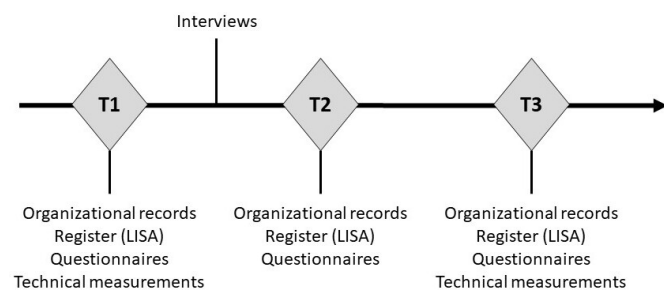 Interviews
T1
T2
T3
Organizational records
Register (LISA)
Questionnaires
Technical measurements
Organizational records
Register (LISA)
Questionnaires
Organizational records
Register (LISA)
Questionnaires
Technical measurements